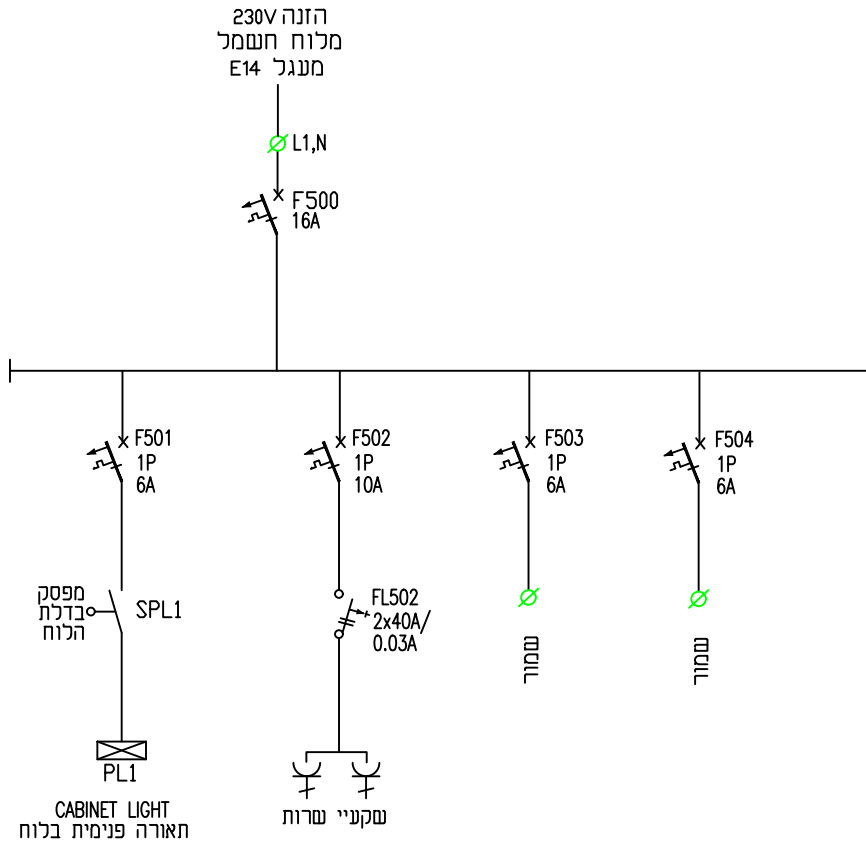 הזנה 230V
מלוח חשמל
מעגל E14
L1,N
F500
16A
F501
1P
6A
F502
1P
10A
F503
1P
6A
F504
1P
6A
מפסק
בדלת
הלוח
SPL1
FL502
2x40A/
0.03A
שמור
שמור
PL1
CABINET LIGHT
תאורה פנימית בלוח
שקעיי שרות